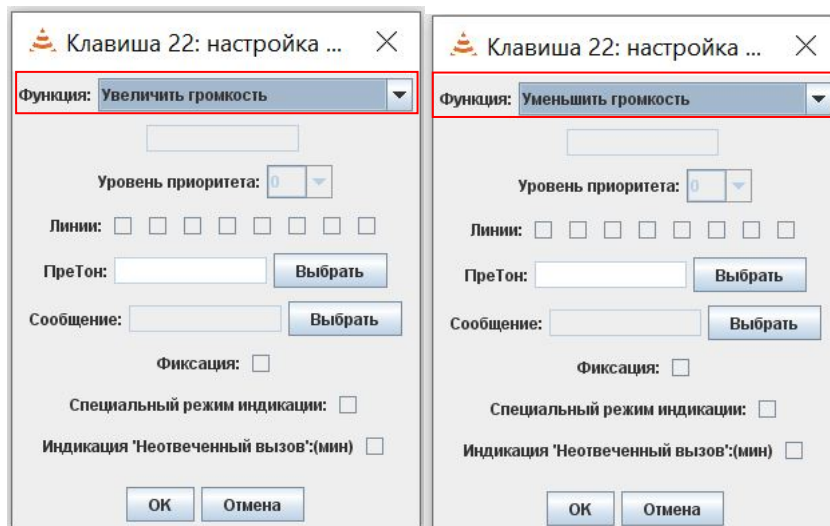 Клавиша 22: настройка ...
Функция: Увеличить громкость
Уровень приоритета: 0
Линии:
ПреТон: Выбрать
Сообщение: Выбрать
Фиксация:
Специальный режим индикации:
Индикация 'Неотвеченный вызов':(мин)
ОК Отмена
Клавиша 22: настройка ...
Функция: Уменьшить громкость
Уровень приоритета: 0
Линии:
ПреТон: Выбрать
Сообщение: Выбрать
Фиксация:
Специальный режим индикации:
Индикация 'Неотвеченный вызов':(мин)
ОК Отмена